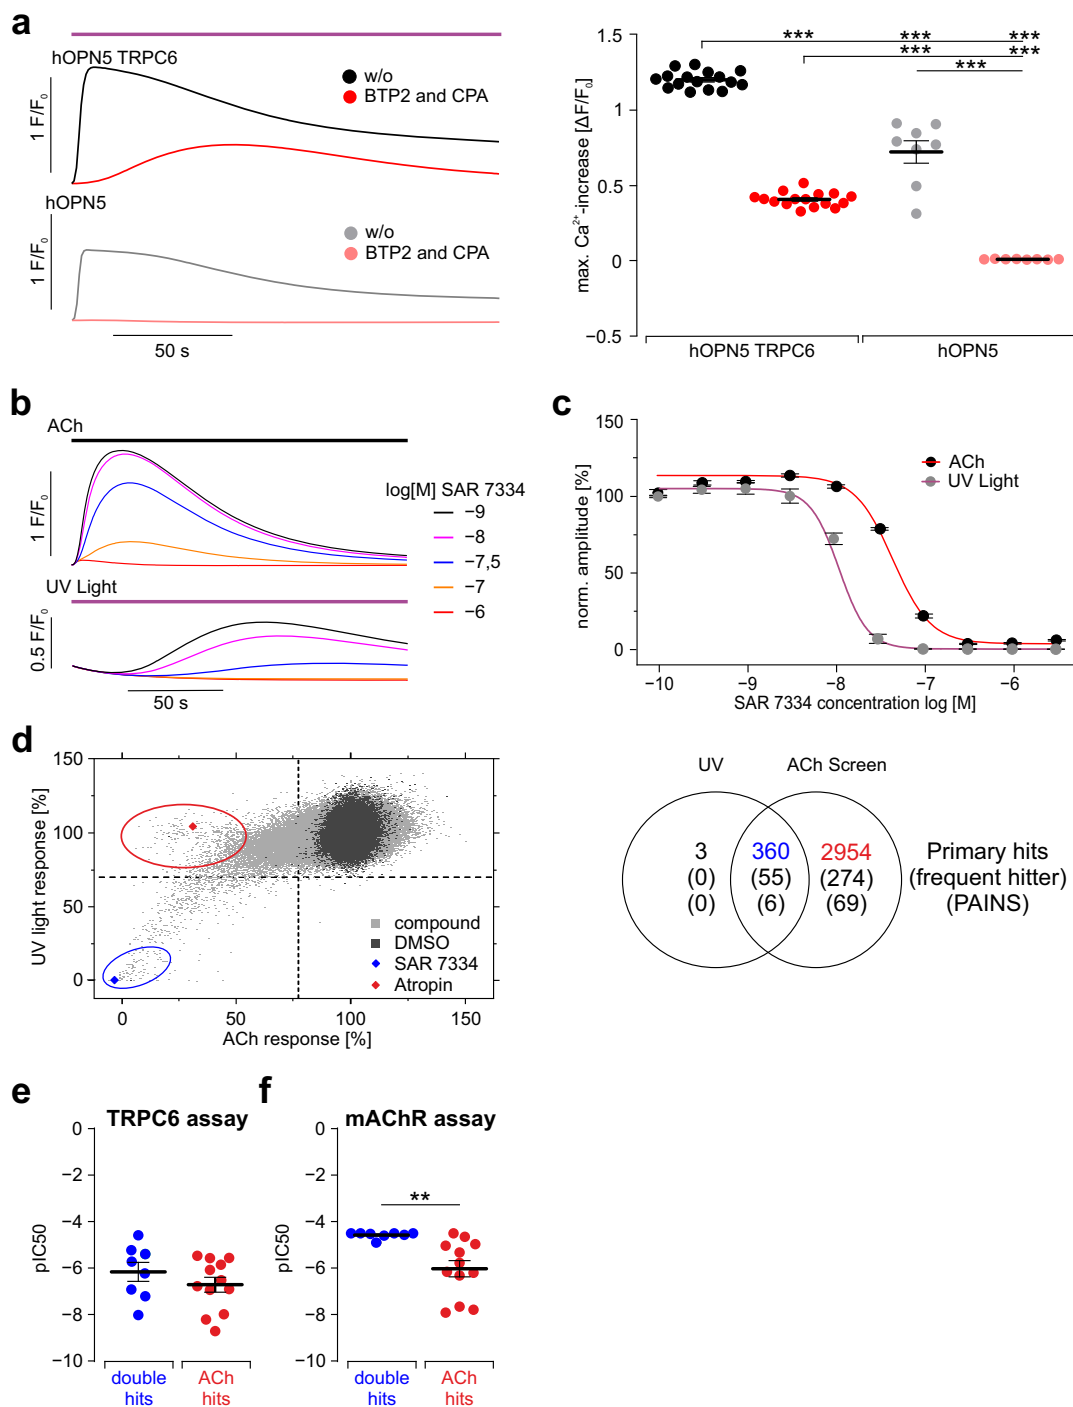 a
hOPN5 TRPC6
1 F/F₀
w/o
BTP2 and CPA
hOPN5
1 F/F₀
w/o
BTP2 and CPA
50 s
max. Ca²⁺-increase [ΔF/F₀]
1.5
1
0.5
0
−0.5
*** *** ***
*** ***
***
hOPN5 TRPC6
hOPN5
b
ACh
1 F/F₀
log[M] SAR 7334
−9
−8
−7,5
−7
−6
UV Light
0.5 F/F₀
50 s
c
norm. amplitude [%]
150
100
50
0
ACh
UV Light
−10 −9 −8 −7 −6
SAR 7334 concentration log [M]
d
UV light response [%]
150
100
50
0
compound
DMSO
SAR 7334
Atropin
0 50 100 150
ACh response [%]
UV ACh Screen
3 360 2954 Primary hits
(0) (55) (274) (frequent hitter)
(0) (6) (69) (PAINS)
e
TRPC6 assay
pIC50
0
−2
−4
−6
−8
−10
double hits
ACh hits
f
mAChR assay
pIC50
0
−2
−4
−6
−8
−10
**
double hits
ACh hits